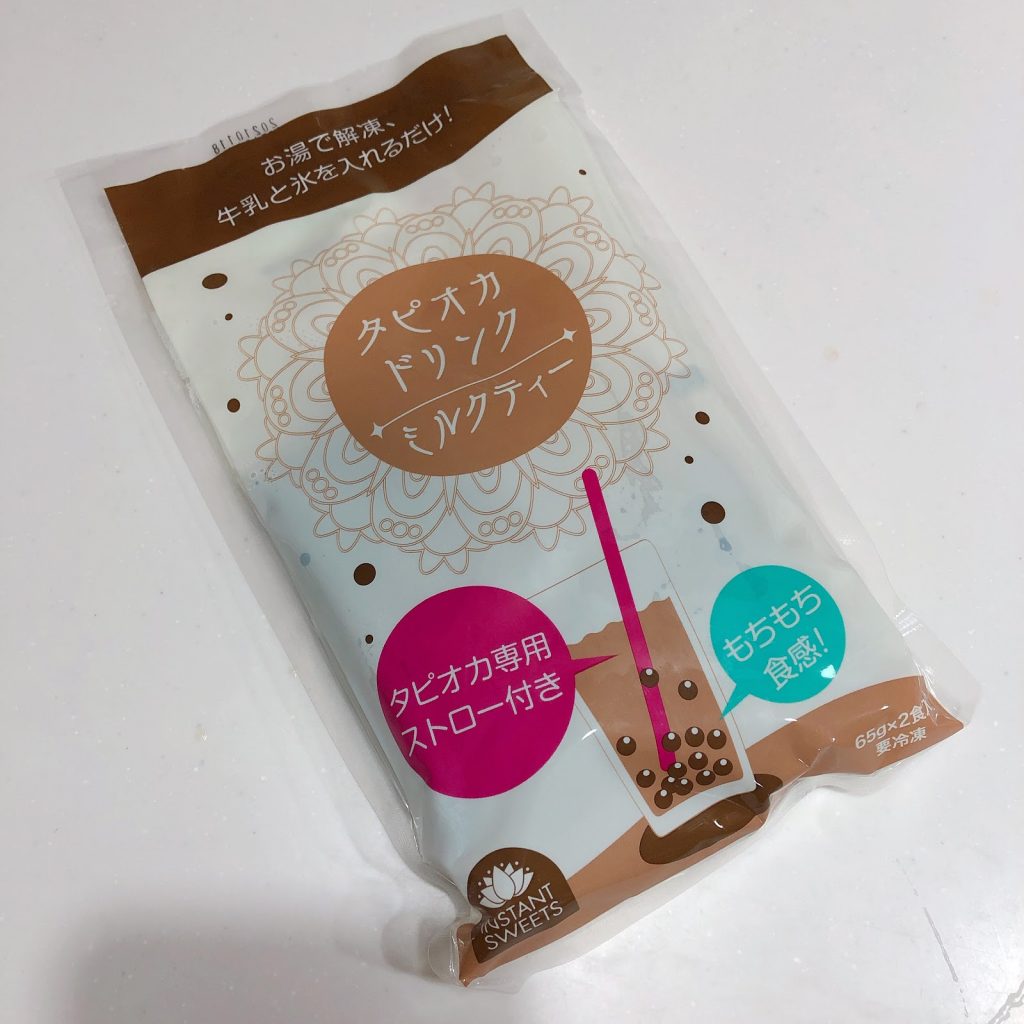 20210118
お湯で解凍、
牛乳と氷を入れるだけ!
タピオカ
ドリンク
ミルクティー
タピオカ専用
ストロー付き
もちもち
食感!
65g×2食入
要冷凍
INSTANT
SWEETS